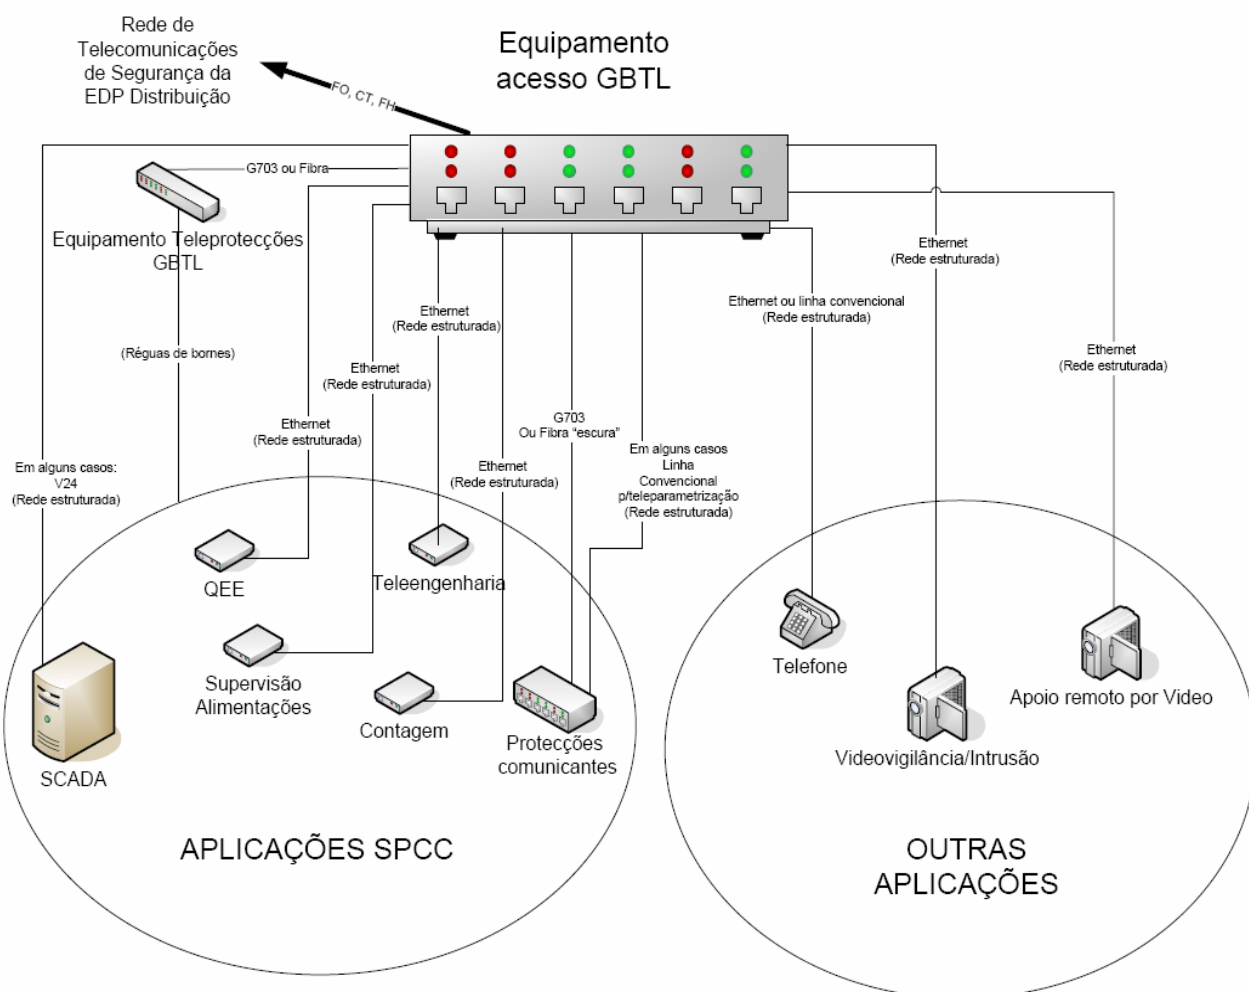 Rede de
Telecomunicações
de Segurança da
EDP Distribuição
Equipamento
acesso GBTL
FO, CT, FH
G703 ou Fibra
Equipamento Teleprotecções
GBTL
Ethernet
(Rede estruturada)
Ethernet ou linha convencional
(Rede estruturada)
Ethernet
(Rede estruturada)
(Réguas de bornes)
Ethernet
(Rede estruturada)
Ethernet
(Rede estruturada)
Ethernet
(Rede estruturada)
G703
Ou Fibra “escura”
Em alguns casos
Linha
Convencional
p/teleparametrização
(Rede estruturada)
Em alguns casos:
V24
(Rede estruturada)
Ethernet
(Rede estruturada)
QEE
Teleengenharia
Supervisão
Alimentações
Contagem
Protecções
comunicantes
SCADA
APLICAÇÕES SPCC
Telefone
Apoio remoto por Video
Videovigilância/Intrusão
OUTRAS
APLICAÇÕES